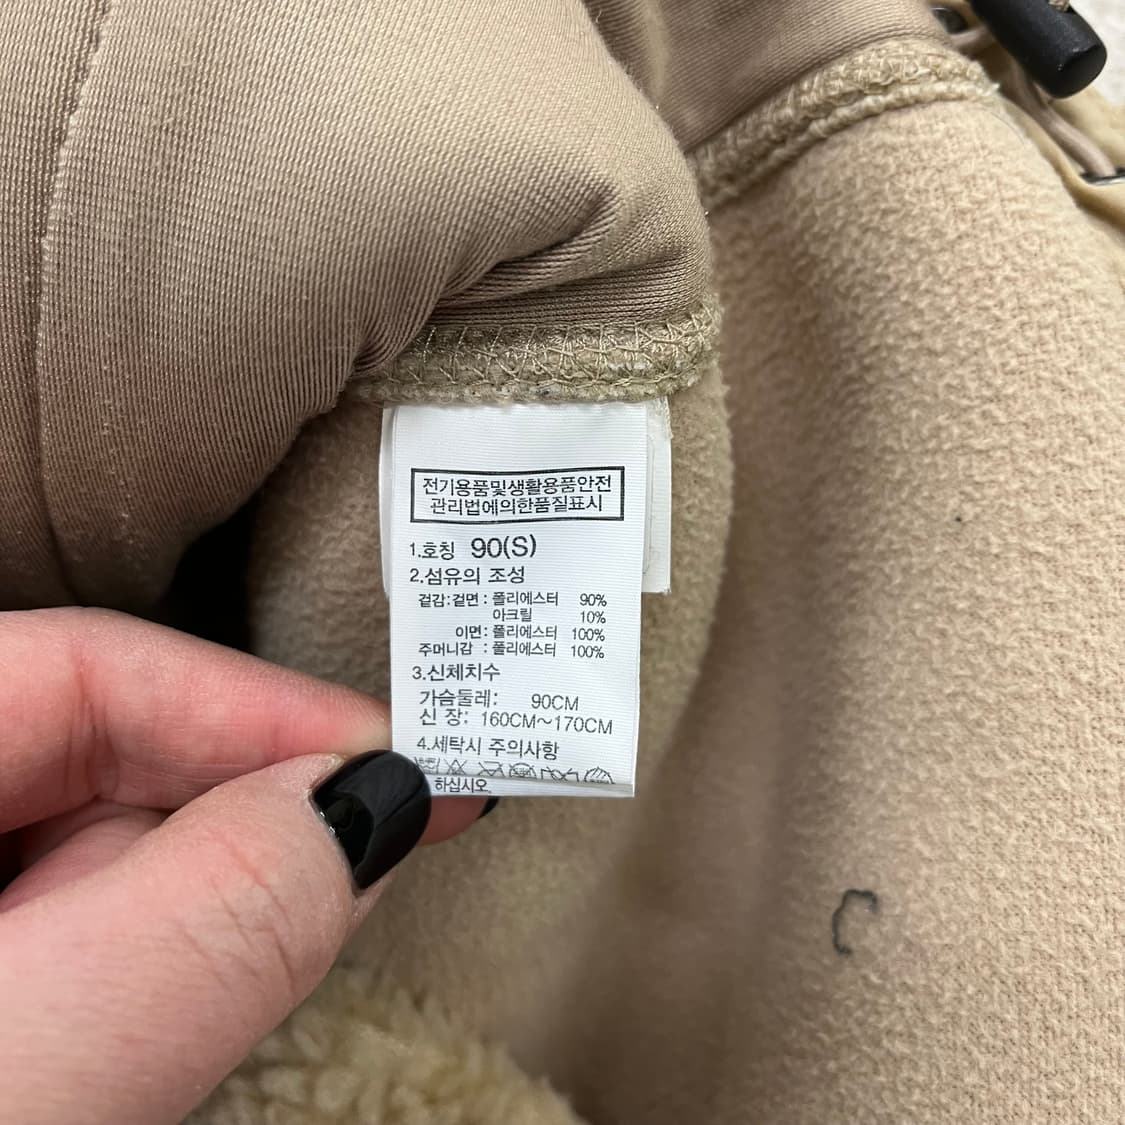 전기용품및생활용품안전
관리법에의한품질표시
1.호칭 90(S)
2.섬유의 조성
겉감:겉면 : 폴리에스터 90%
아크릴 10%
이면 : 폴리에스터 100%
주머니감 : 폴리에스터 100%
3.신체치수
가슴둘레: 90CM
신 장: 160CM~170CM
4.세탁시 주의사항
하십시오.